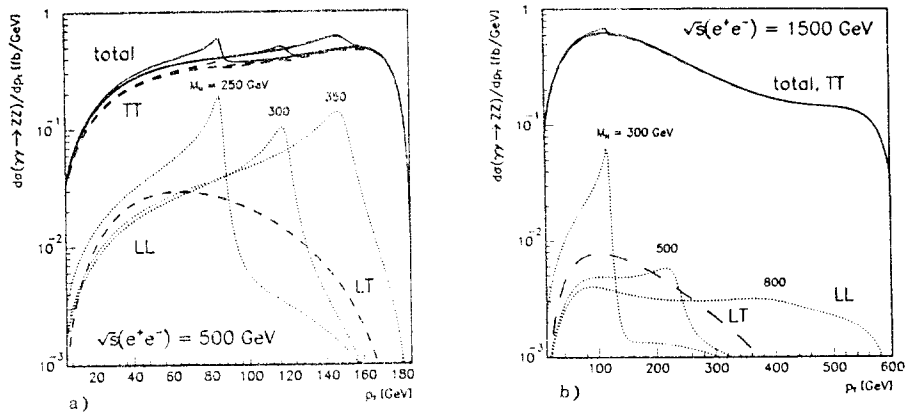 dσ(γγ→ZZ)/dp_T [fb/GeV]
1
10^-1
10^-2
10^-3
total
TT
M_H = 250 GeV
300
350
LL
LT
√s(e⁺e⁻) = 500 GeV
20 40 60 80 100 120 140 160 180
p_T [GeV]
a)
dσ(γγ→ZZ)/dp_T [fb/GeV]
1
10^-1
10^-2
10^-3
√s(e⁺e⁻) = 1500 GeV
total, TT
M_H = 300 GeV
500
800
LL
LT
100 200 300 400 500 600
p_T [GeV]
b)